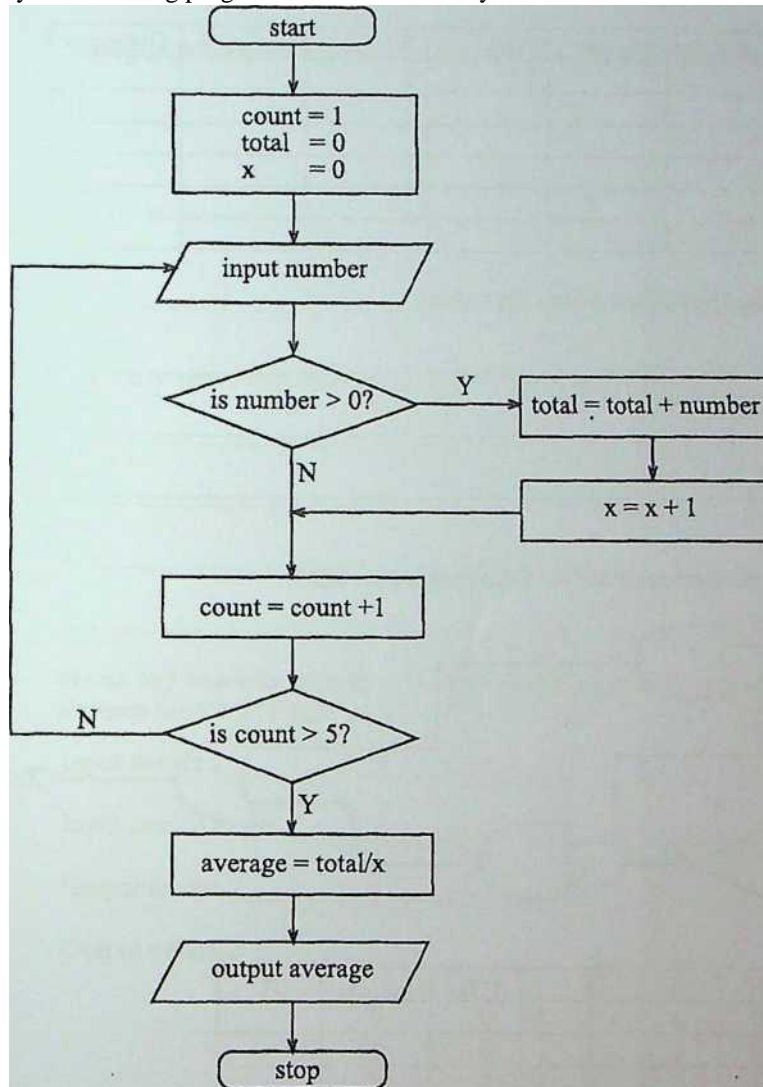 start
count = 1
total = 0
x = 0
input number
is number > 0?
Y
total = total + number
N
x = x + 1
count = count +1
N
is count > 5?
Y
average = total/x
output average
stop